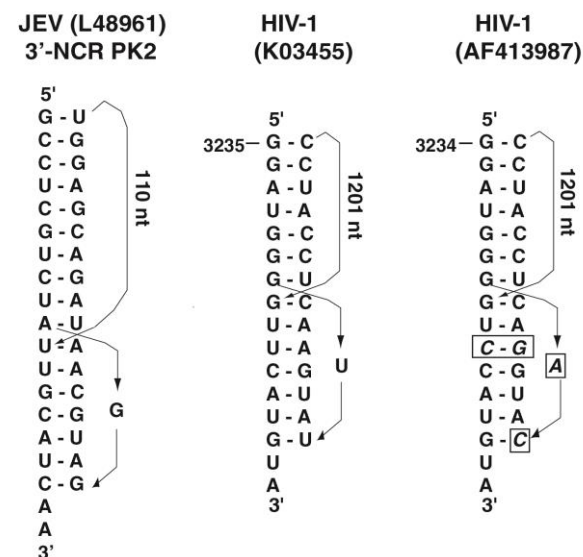 JEV (L48961)
3'-NCR PK2
5'
G - U
C - G
C - G
U - A
C - G
G - C
U - A
C - G
U - A
A - U
U - A
U - A
G - C
C - G
A - U
U - A
C - G
A
A
3'
110 nt
G
HIV-1
(K03455)
5'
3235 – G - C
G - C
A - U
U - A
G - C
G - C
G - U
G - C
U - A
U - A
C - G
A - U
U - A
G - U
U
A
3'
1201 nt
U
HIV-1
(AF413987)
5'
3234 – G - C
G - C
A - U
U - A
G - C
G - C
G - U
G - C
U - A
C - G
C - G
A - U
U - A
G - C
U
A
3'
1201 nt
A